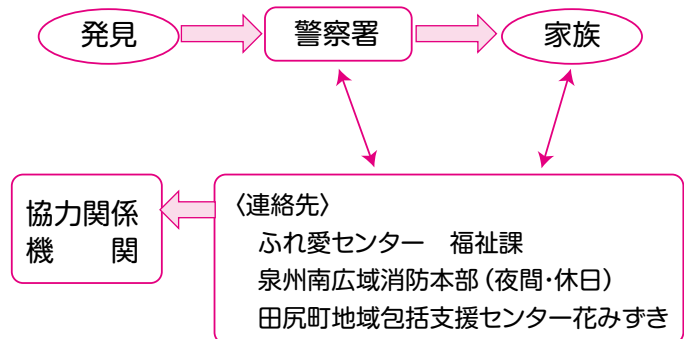 発見
警察署
家族
協力関係
機　　関
〈連絡先〉
ふれ愛センター　福祉課
泉州南広域消防本部（夜間・休日）
田尻町地域包括支援センター花みずき